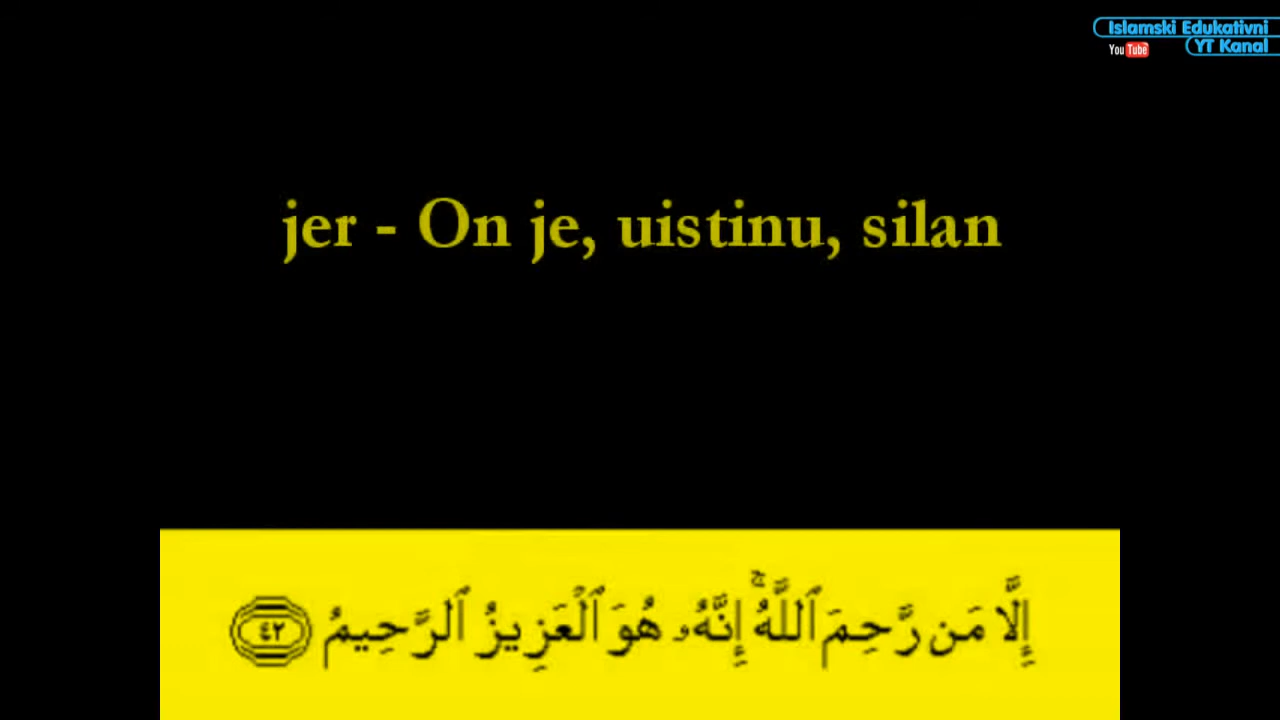 Islamski Edukativni
YouTube YT Kanal
jer - On je, uistinu, silan
إِلَّا مَن رَّحِمَ ٱللَّهُ ۚ إِنَّهُۥ هُوَ ٱلْعَزِيزُ ٱلرَّحِيمُ ٤٢